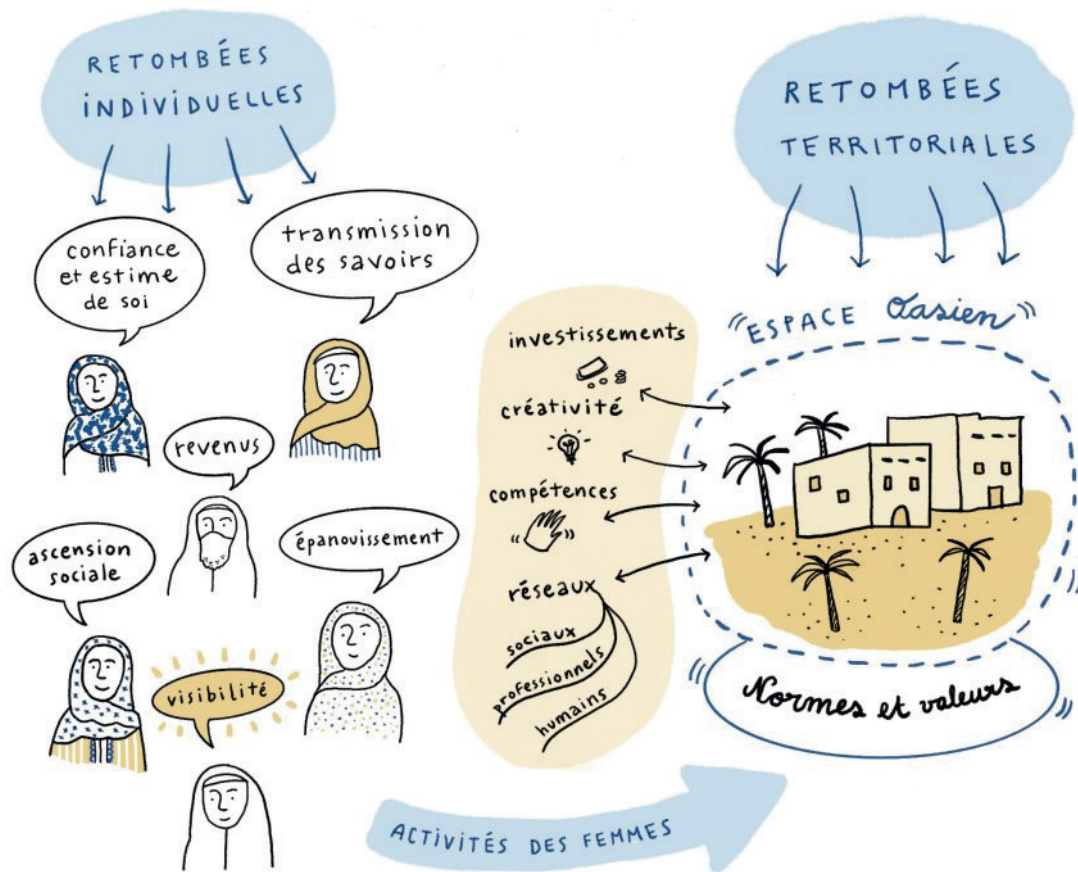 RETOMBÉES
INDIVIDUELLES
confiance
et estime
de soi
transmission
des savoirs
revenus
ascension
sociale
épanouissement
visibilité
investissements
créativité
compétences
réseaux
sociaux
professionnels
humains
ACTIVITÉS DES FEMMES
RETOMBÉES
TERRITORIALES
ESPACE Oasien
Normes et valeurs